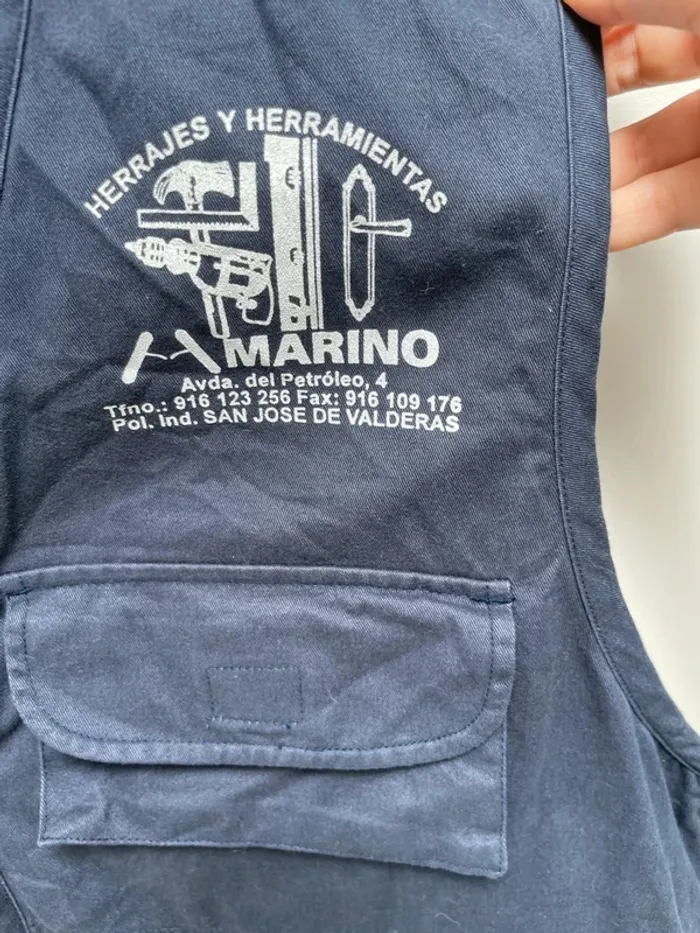 HERRAJES Y HERRAMIENTAS
MARINO
Avda. del Petróleo, 4
Tfno.: 916 123 256 Fax: 916 109 176
Pol. Ind. SAN JOSE DE VALDERAS